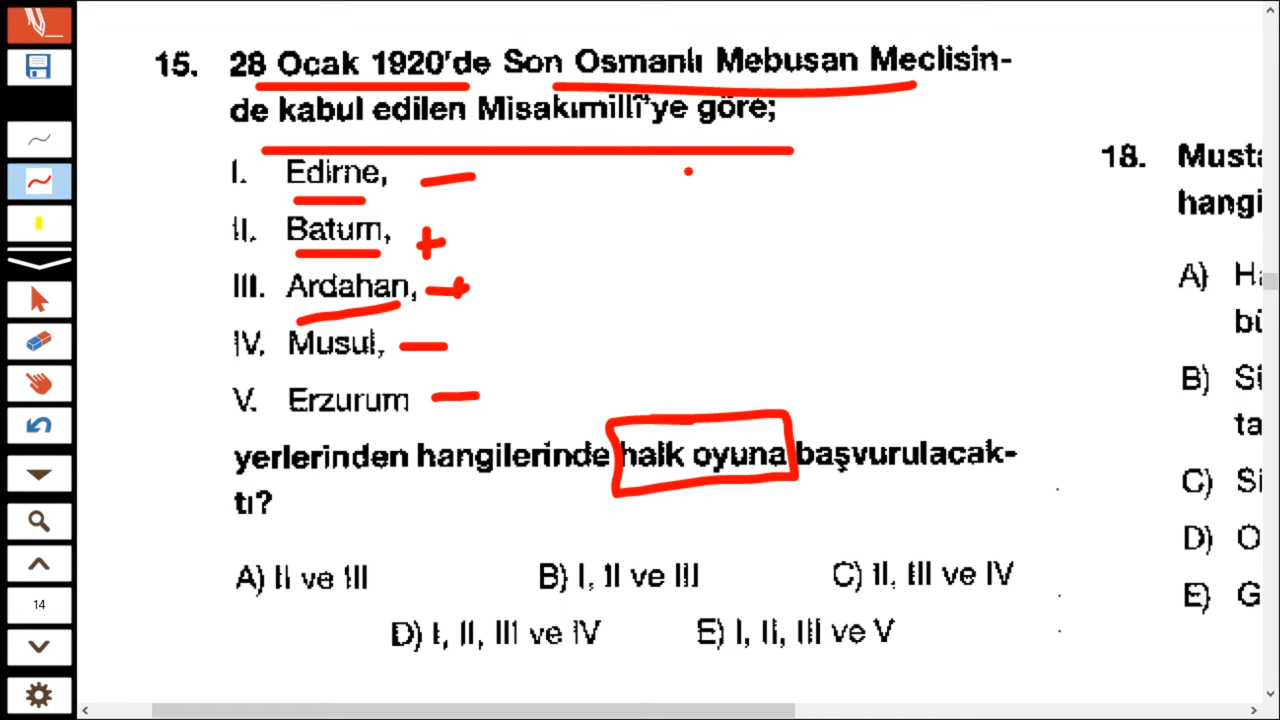 15. 28 Ocak 1920'de Son Osmanlı Mebusan Meclisin-
de kabul edilen Misakımillî'ye göre;
I. Edirne,
II. Batum,
III. Ardahan,
IV. Musul,
V. Erzurum
yerlerinden hangilerinde halk oyuna başvurulacak-
tı?
A) II ve III
B) I, II ve III
C) II, III ve IV
D) I, II, III ve IV
E) I, II, III ve V
18. Must
hangi
A) H
bü
B) Si
ta
C) Si
D) O
E) G
14